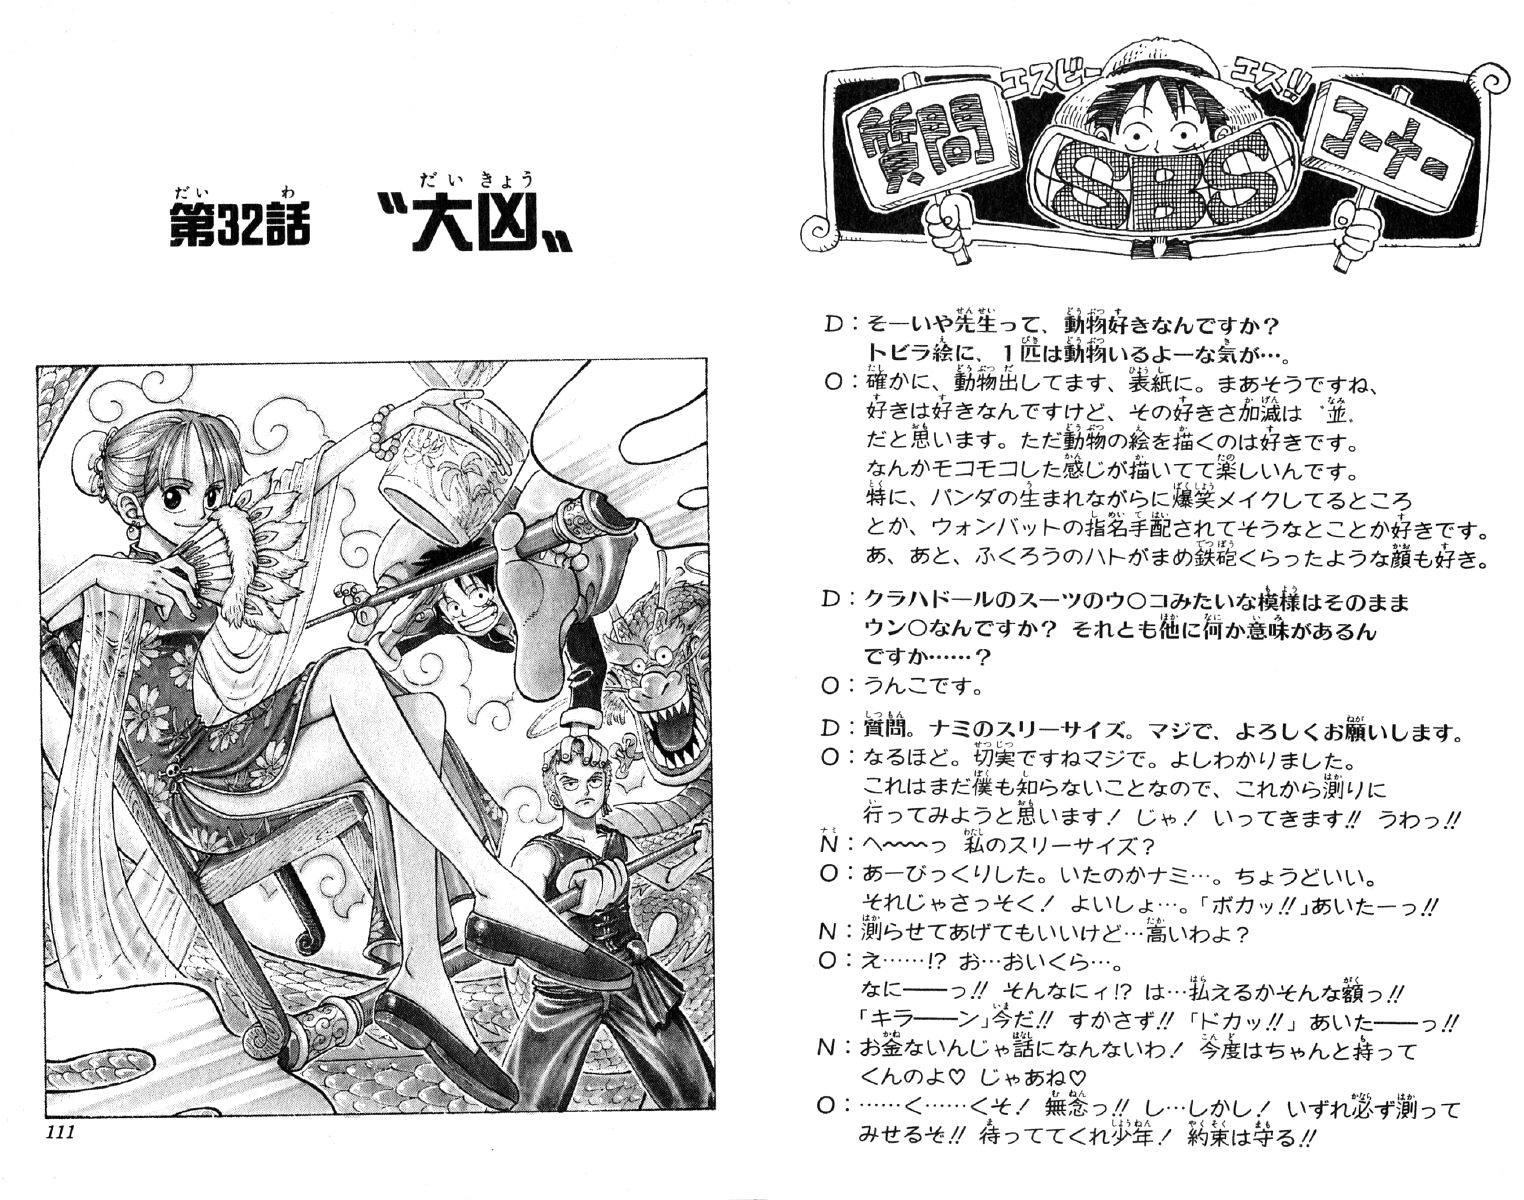 エスビーエス!!
質問
SBS
コーナー
D：そーいや先生って、動物好きなんですか？
トビラ絵に、1匹は動物いるよーな気が…。
O：確かに、動物出してます、表紙に。まあそうですね、
好きは好きなんですけど、その好きさ加減は〝並〟
だと思います。ただ動物の絵を描くのは好きです。
なんかモコモコした感じが描いてて楽しいんです。
特に、パンダの生まれながらに爆笑メイクしてるところ
とか、ウォンバットの指名手配されてそうなとことか好きです。
あ、あと、ふくろうのハトがまめ鉄砲くらったような顔も好き。
D：クラハドールのスーツのウ○コみたいな模様はそのまま
ウン○なんですか？ それとも他に何か意味があるん
ですか……？
O：うんこです。
D：質問。ナミのスリーサイズ。マジで、よろしくお願いします。
O：なるほど。切実ですねマジで。よしわかりました。
これはまだ僕も知らないことなので、これから測りに
行ってみようと思います！ じゃ！ いってきます!! うわっ!!
N：へ～～～っ 私のスリーサイズ？
O：あーびっくりした。いたのかナミ…。ちょうどいい。
それじゃさっそく！ よいしょ…。「ボカッ!!」あいたーっ!!
N：測らせてあげてもいいけど…高いわよ？
O：え……!? お…おいくら…。
なにーーっ!! そんなにィ!? は…払えるかそんな額っ!!
「キラーーン」今だ!! すかさず!! 「ドカッ!!」 あいたーーっ!!
N：お金ないんじゃ話になんないわ！ 今度はちゃんと持って
くんのよ♡ じゃあね♡
O：……く……くそ！ 無念っ!! し…しかし！ いずれ必ず測って
みせるぞ!! 待っててくれ少年！ 約束は守る!!
第32話 〝大凶〟
111